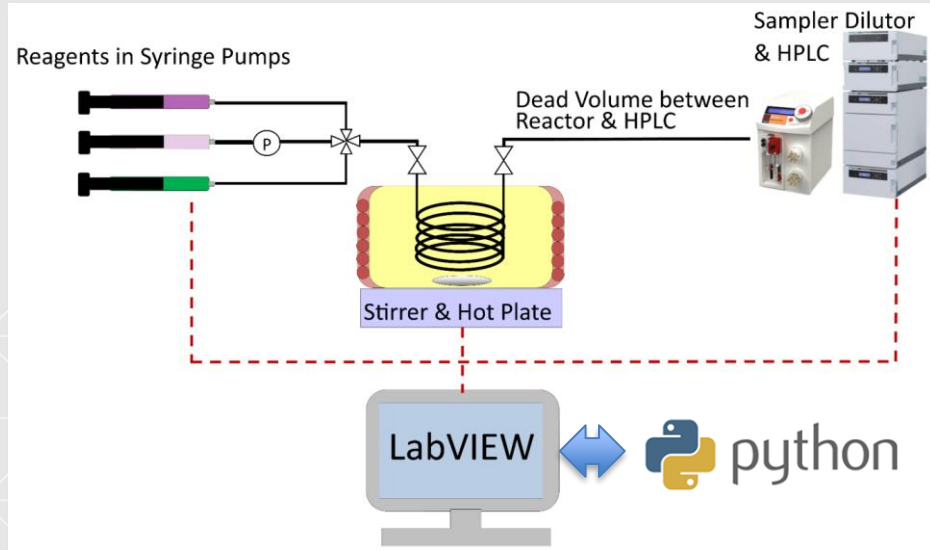 Sampler Dilutor
& HPLC
Reagents in Syringe Pumps
Dead Volume between
Reactor & HPLC
P
Stirrer & Hot Plate
LabVIEW
python